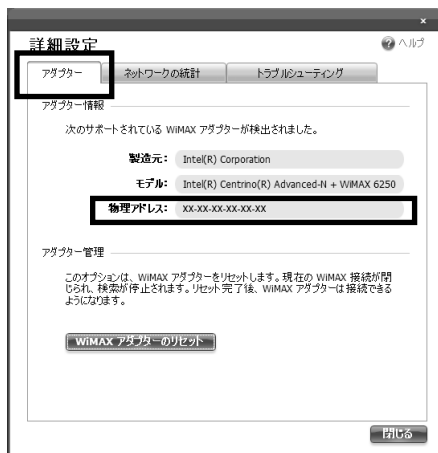 ×
詳細設定
ヘルプ
アダプター ネットワークの統計 トラブルシューティング
アダプター情報
次のサポートされている WiMAX アダプターが検出されました。
製造元: Intel(R) Corporation
モデル: Intel(R) Centrino(R) Advanced-N + WiMAX 6250
物理アドレス: XX-XX-XX-XX-XX-XX
アダプター管理
このオプションは、WiMAX アダプターをリセットします。現在の WiMAX 接続が閉
じられ、検索が停止されます。リセット完了後、WiMAX アダプターは接続できる
ようになります。
WiMAX アダプターのリセット
閉じる